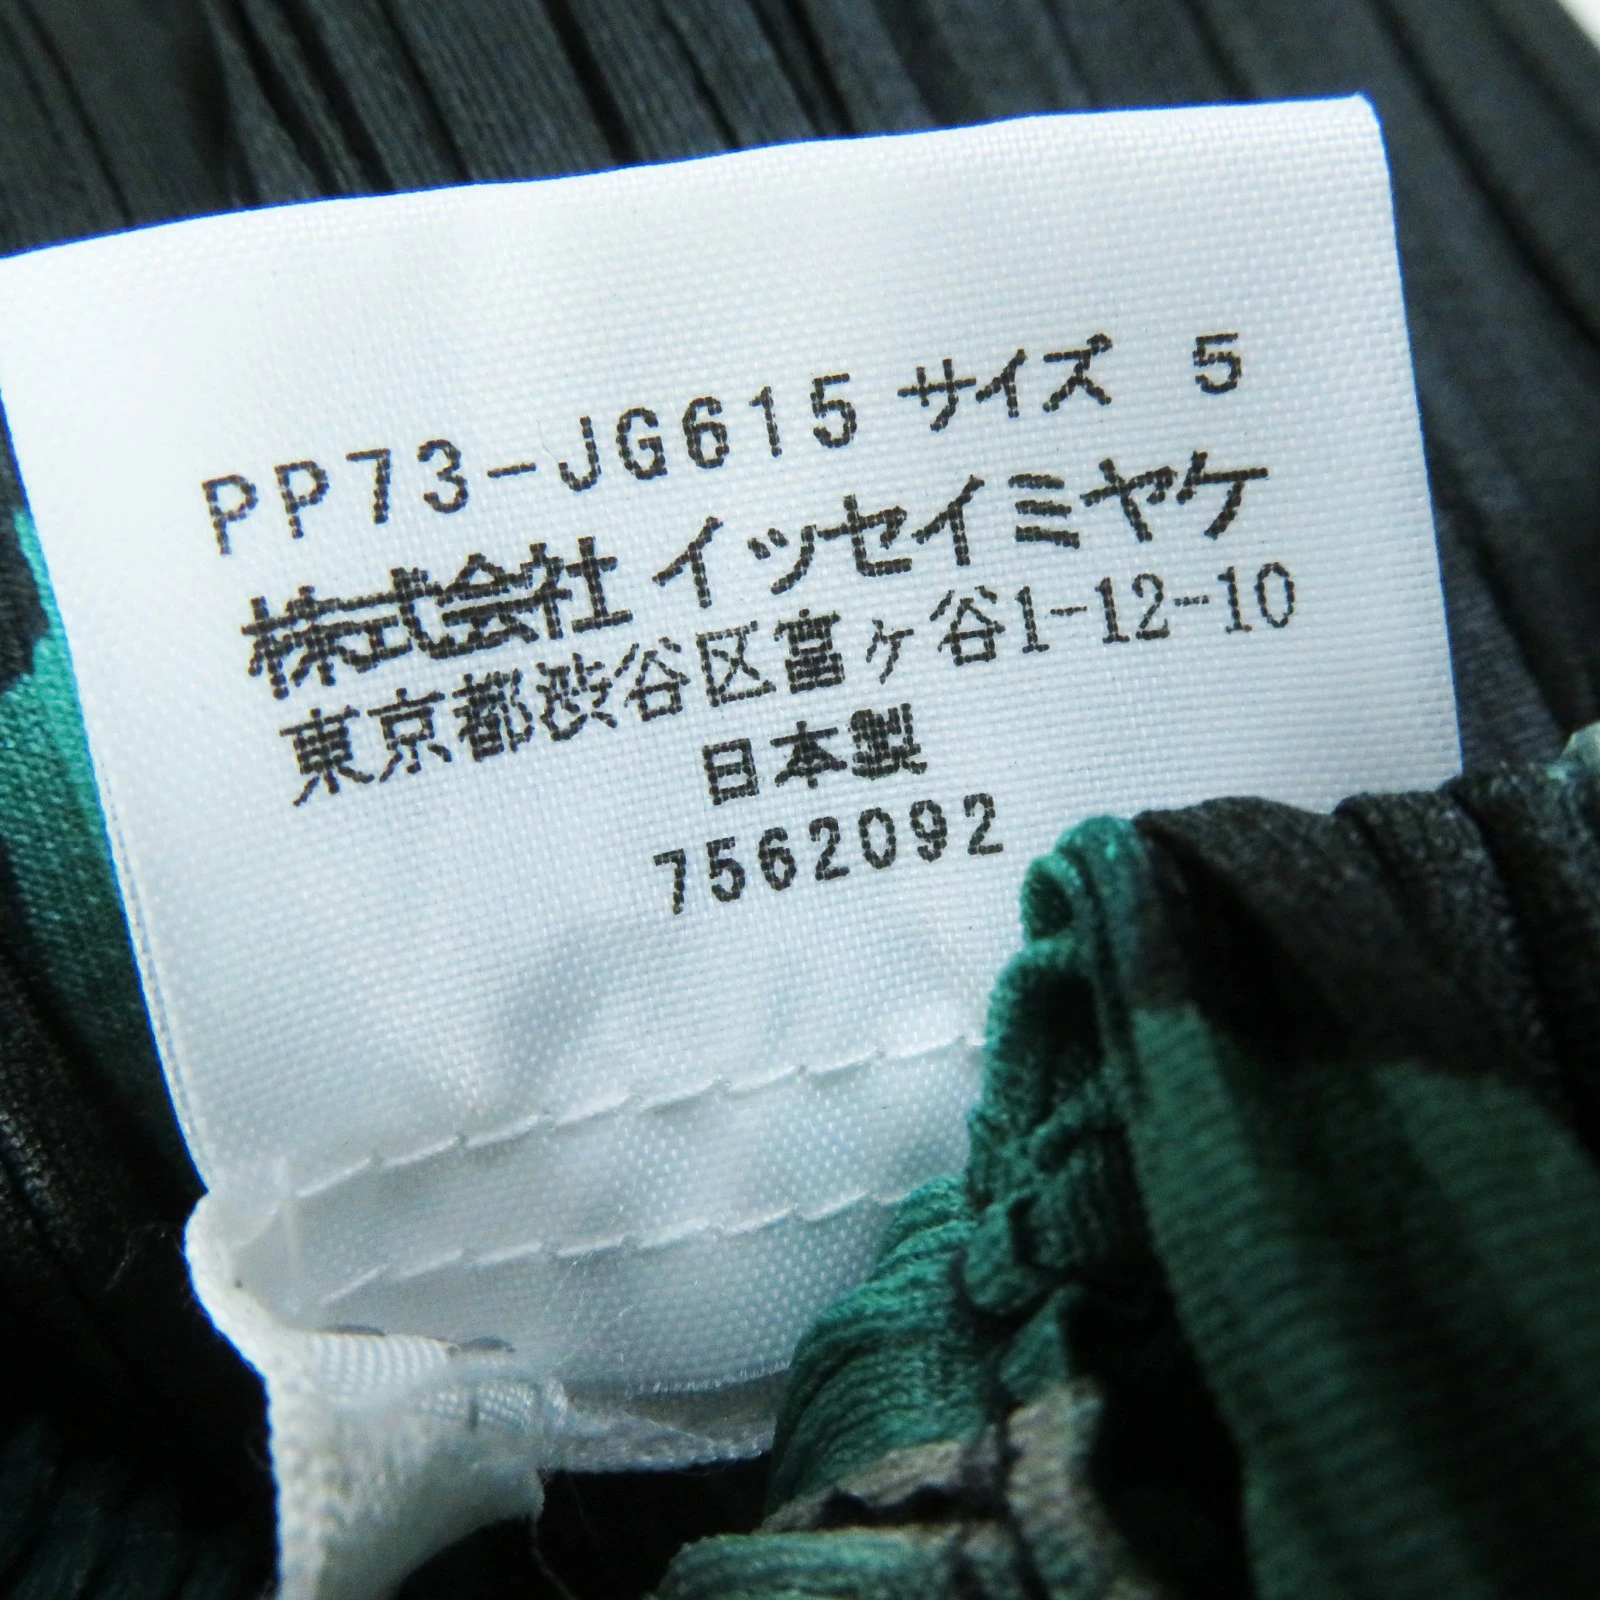 PP73-JG615 サイズ 5
株式会社 イッセイミヤケ
東京都渋谷区富ヶ谷1-12-10
日本製
7562092